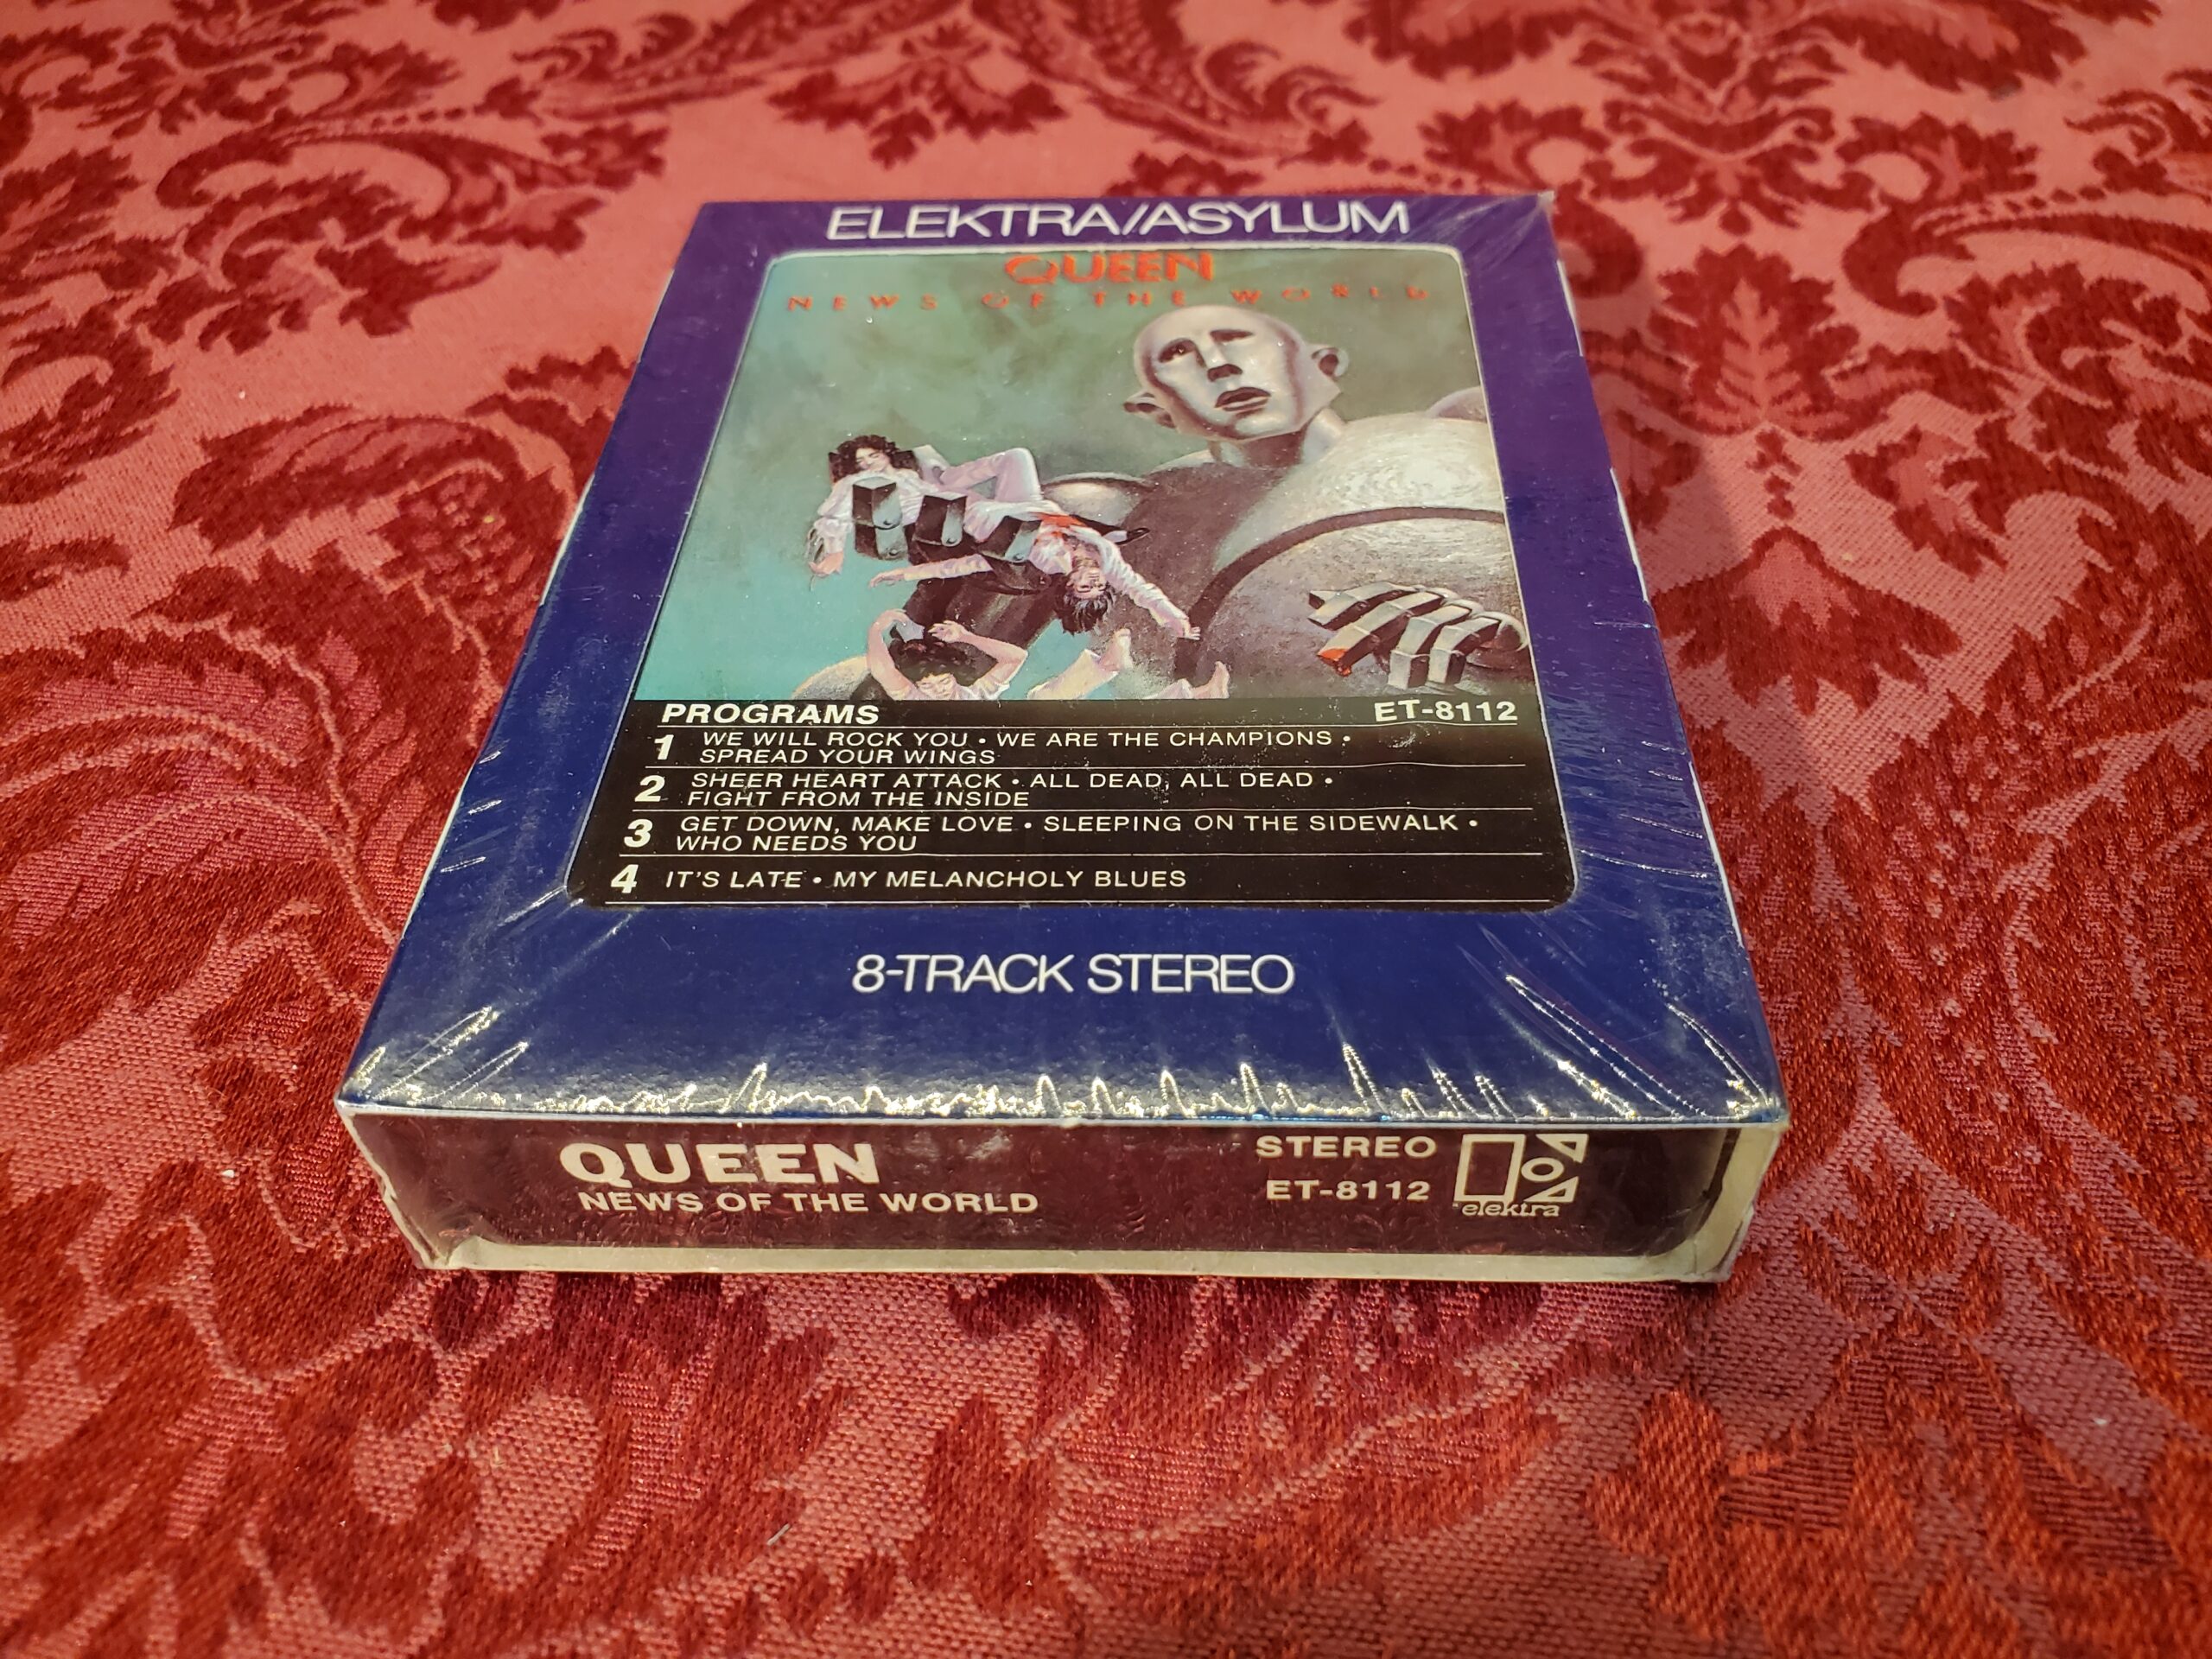 ELEKTRA/ASYLUM
QUEEN
NEWS OF THE WORLD
PROGRAMS ET-8112
1 WE WILL ROCK YOU • WE ARE THE CHAMPIONS •
SPREAD YOUR WINGS
2 SHEER HEART ATTACK • ALL DEAD, ALL DEAD •
FIGHT FROM THE INSIDE
3 GET DOWN, MAKE LOVE • SLEEPING ON THE SIDEWALK •
WHO NEEDS YOU
4 IT'S LATE • MY MELANCHOLY BLUES
8-TRACK STEREO
QUEEN
NEWS OF THE WORLD
STEREO
ET-8112
elektra